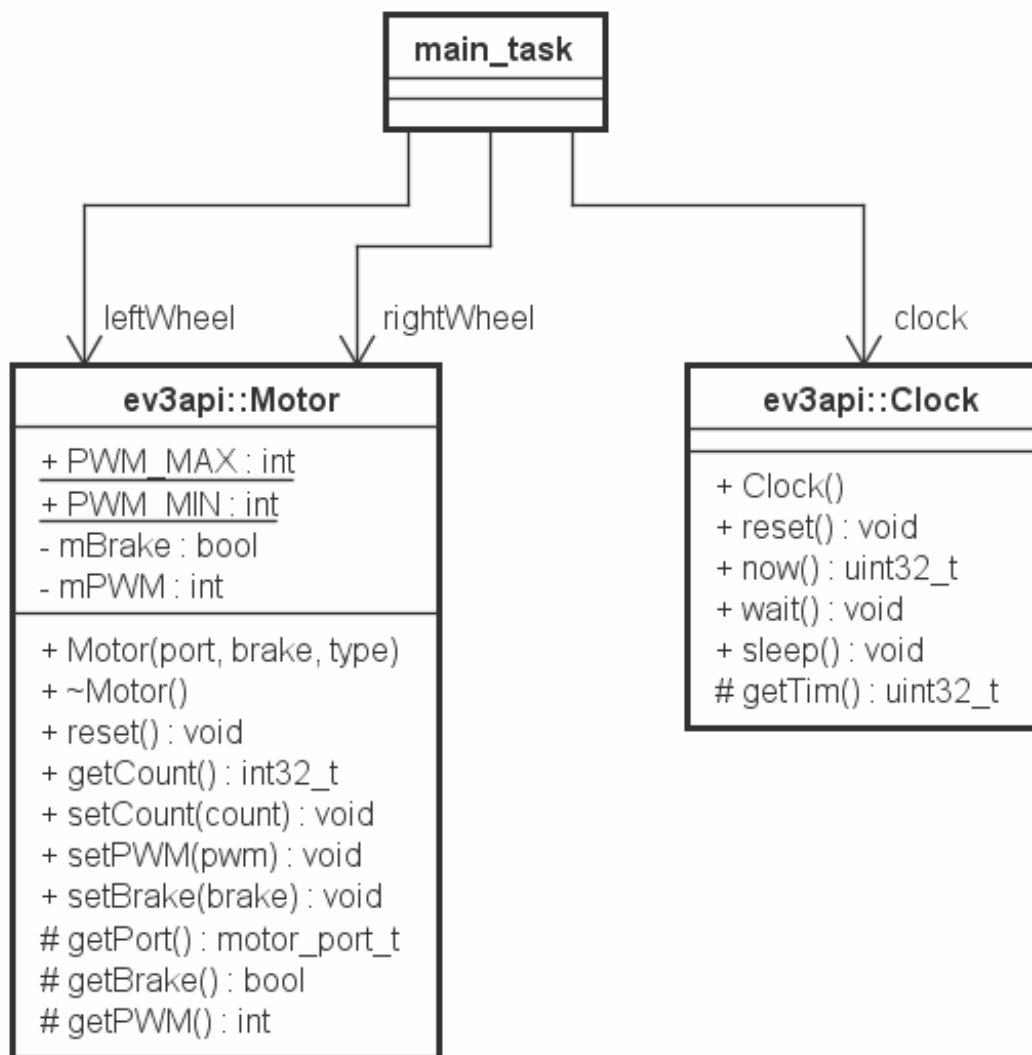 main_task
leftWheel
rightWheel
clock
ev3api::Motor
+ PWM_MAX : int
+ PWM_MIN : int
- mBrake : bool
- mPWM : int
+ Motor(port, brake, type)
+ ~Motor()
+ reset() : void
+ getCount() : int32_t
+ setCount(count) : void
+ setPWM(pwm) : void
+ setBrake(brake) : void
# getPort() : motor_port_t
# getBrake() : bool
# getPWM() : int
ev3api::Clock
+ Clock()
+ reset() : void
+ now() : uint32_t
+ wait() : void
+ sleep() : void
# getTim() : uint32_t